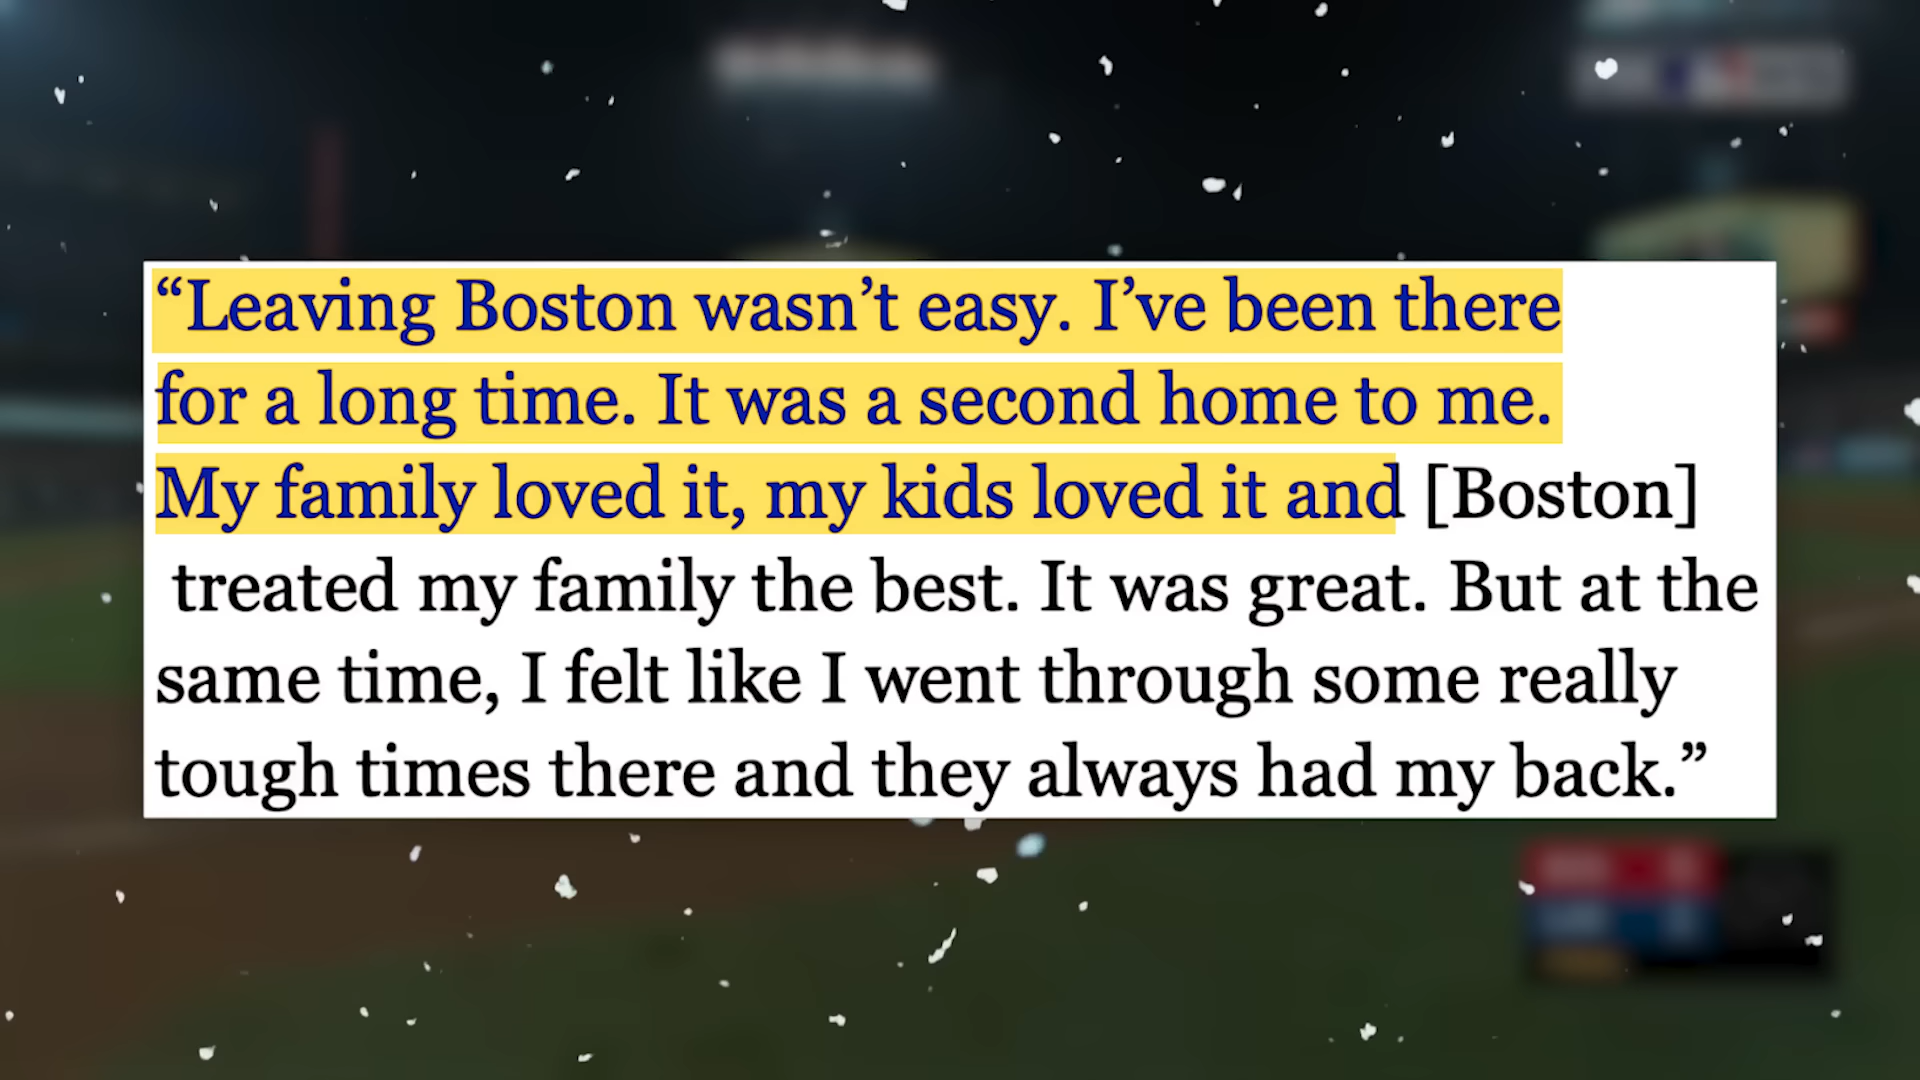 “Leaving Boston wasn’t easy. I’ve been there
for a long time. It was a second home to me.
My family loved it, my kids loved it and [Boston]
treated my family the best. It was great. But at the
same time, I felt like I went through some really
tough times there and they always had my back.”